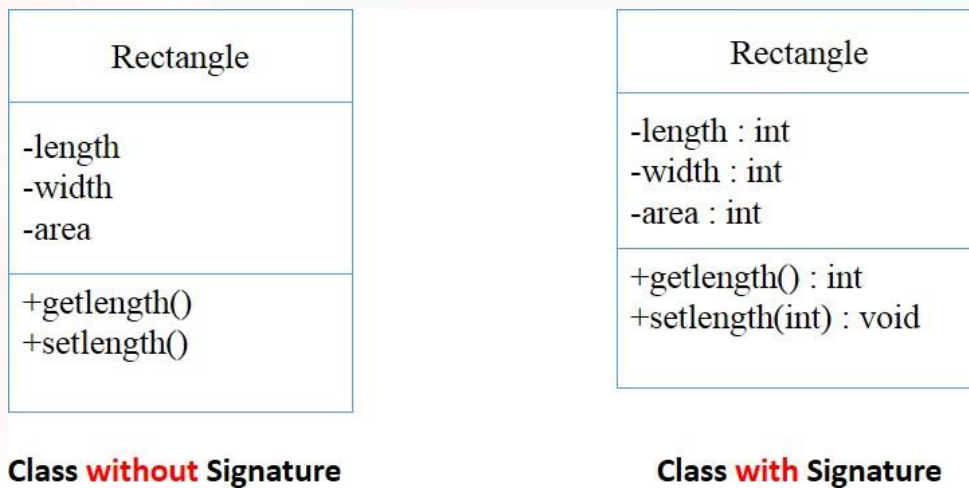 Rectangle
-length
-width
-area
+getlength()
+setlength()
Class without Signature
Rectangle
-length : int
-width : int
-area : int
+getlength() : int
+setlength(int) : void
Class with Signature